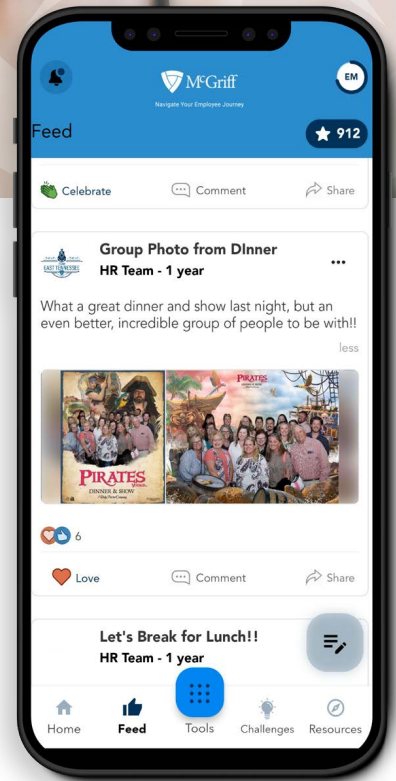 McGriff
Navigate Your Employee Journey
EM
Feed
912
Celebrate
Comment
Share
EAST TENNESSEE
Group Photo from DInner
HR Team - 1 year
What a great dinner and show last night, but an
even better, incredible group of people to be with!!
less
PIRATES
DINNER & SHOW
PIRATES
6
Love
Comment
Share
Let's Break for Lunch!!
HR Team - 1 year
Home
Feed
Tools
Challenges
Resources